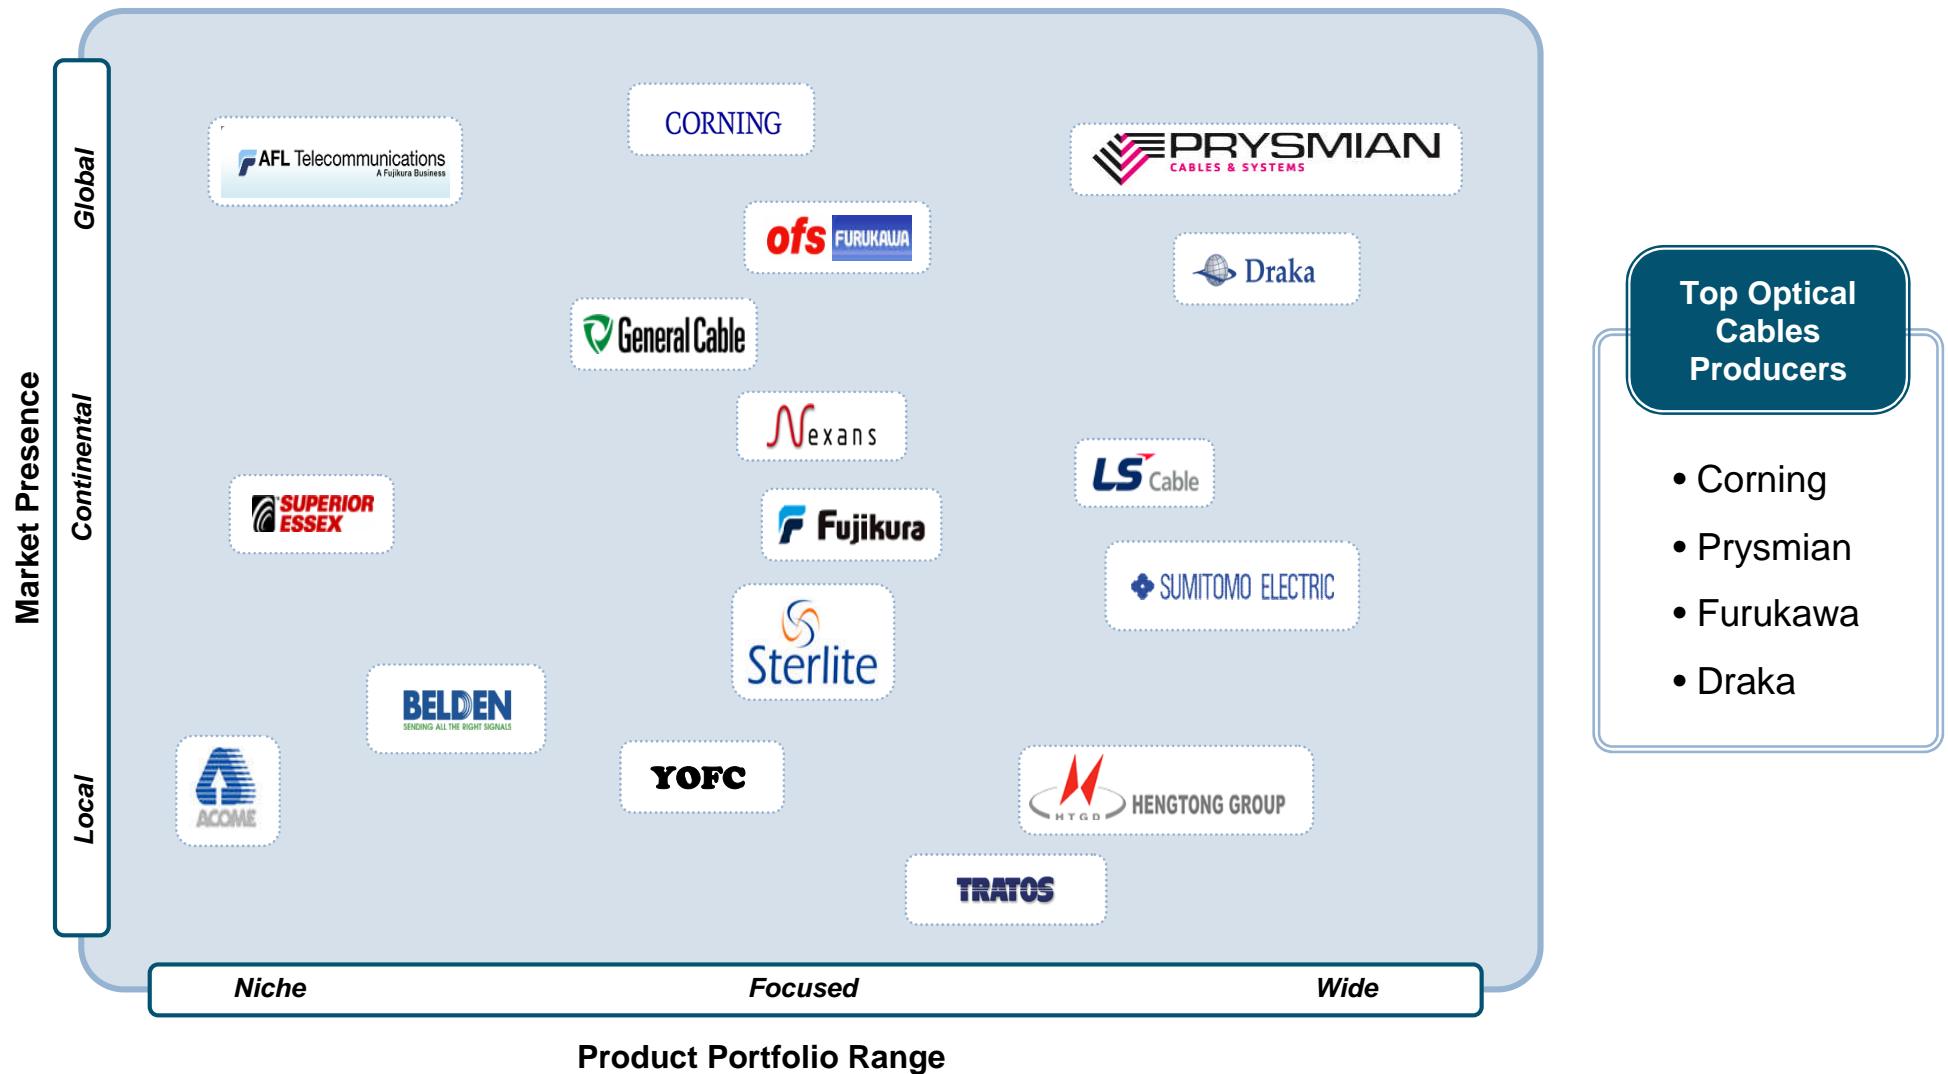 CORNING
AFL Telecommunications
A Fujikura Business
PRYSMIAN
CABLES & SYSTEMS
ofs FURUKAWA
Draka
General Cable
Nexans
LS Cable
SUPERIOR
ESSEX
Fujikura
SUMITOMO ELECTRIC
Sterlite
BELDEN
SENDING ALL THE RIGHT SIGNALS
ACOME
YOFC
HTGD
HENGTONG GROUP
TRATOS
Market Presence
Global
Continental
Local
Niche
Focused
Wide
Product Portfolio Range
Top Optical
Cables
Producers
• Corning
• Prysmian
• Furukawa
• Draka